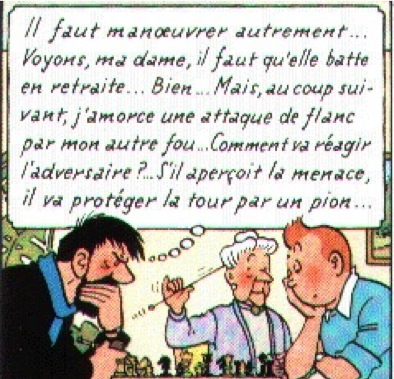 Il faut manœuvrer autrement...
Voyons, ma dame, il faut qu'elle batte
en retraite... Bien... Mais, au coup sui-
vant, j'amorce une attaque de flanc
par mon autre fou...Comment va réagir
l'adversaire?...S'il aperçoit la menace,
il va protéger la tour par un pion...